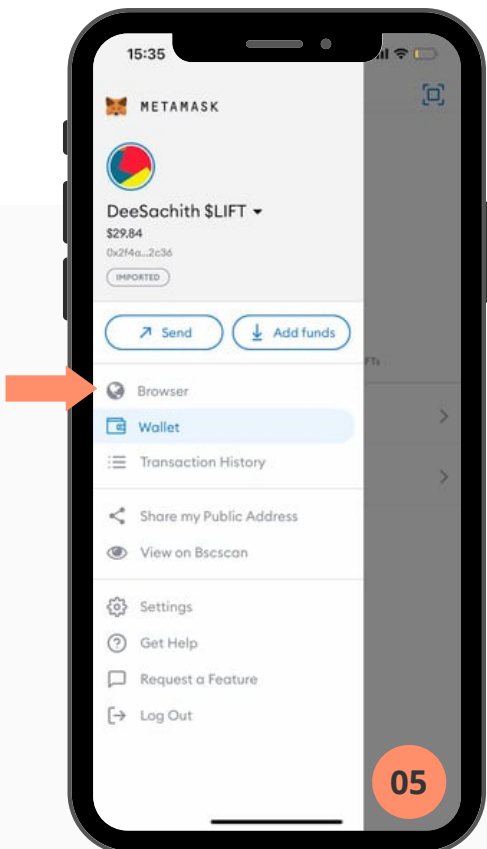 15:35
METAMASK
DeeSachith $LIFT
$29.84
0x2f4a...2c36
IMPORTED
Send
Add funds
FTs
Browser
Wallet
Transaction History
Share my Public Address
View on Bscscan
Settings
Get Help
Request a Feature
Log Out
05